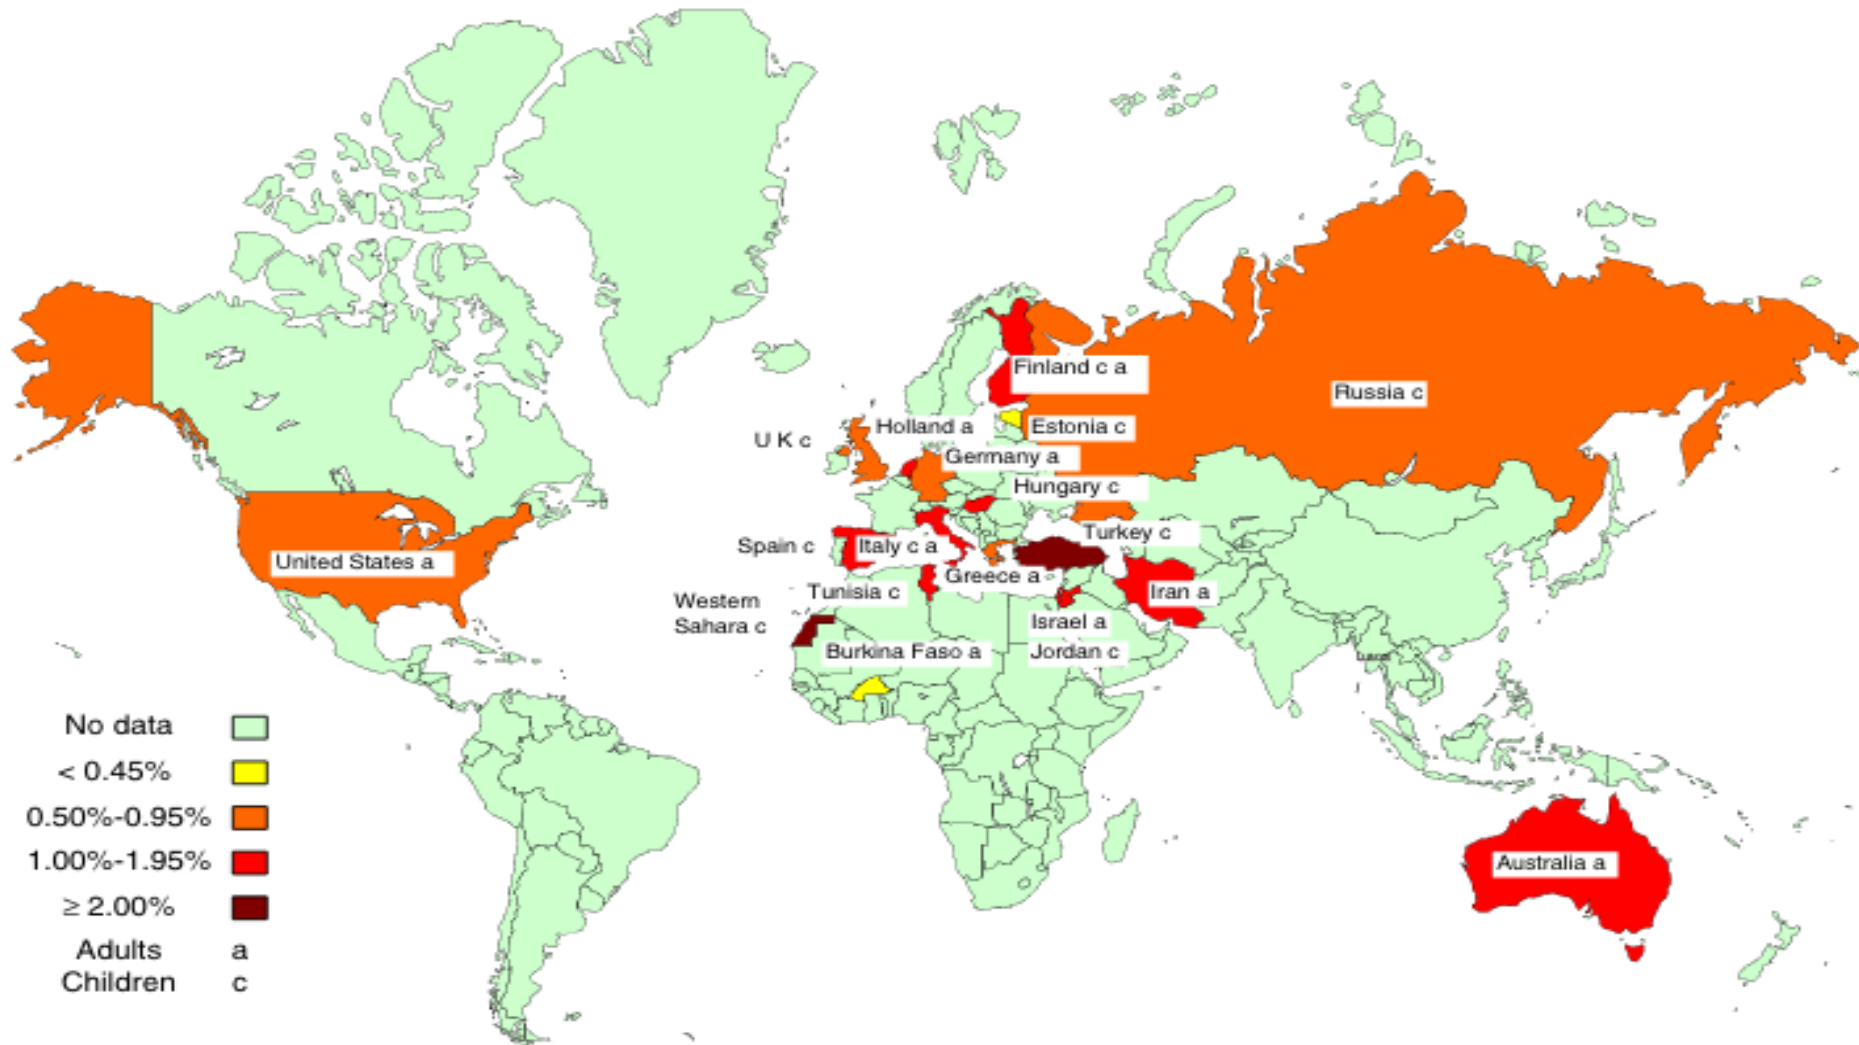 Finland c a
Russia c
Holland a
Estonia c
U K c
Germany a
Hungary c
Turkey c
Spain c
Italy c a
United States a
Greece a
Tunisia c
Iran a
Western
Sahara c
Israel a
Burkina Faso a
Jordan c
No data
< 0.45%
0.50%-0.95%
1.00%-1.95%
≥ 2.00%
Adults a
Children c
Australia a